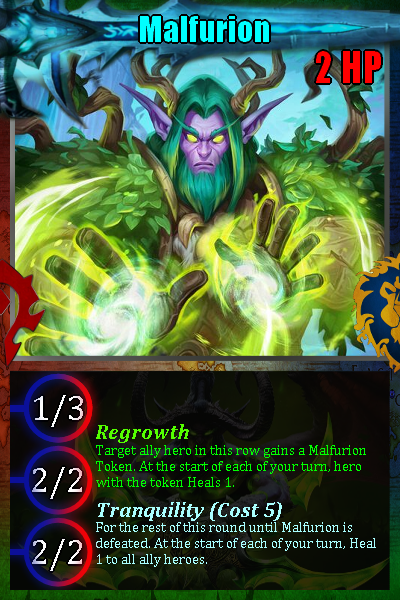 Malfurion
2 HP
1/3
Regrowth
Target ally hero in this row gains a Malfurion
Token. At the start of each of your turn, hero
with the token Heals 1.
2/2
Tranquility (Cost 5)
For the rest of this round until Malfurion is
defeated. At the start of each of your turn, Heal
1 to all ally heroes.
2/2